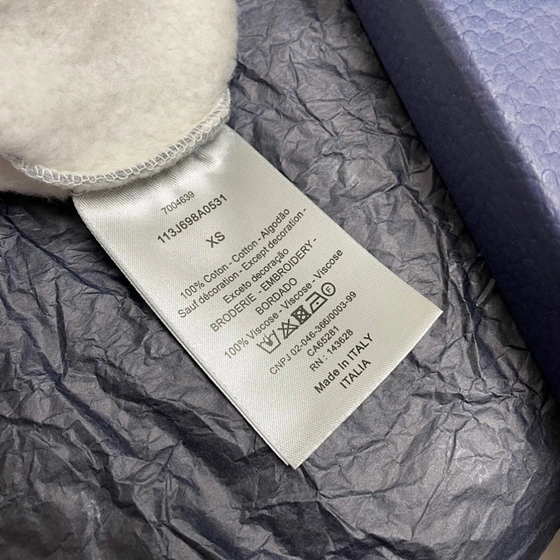 7004639
113J698A0531
XS
100% Coton - Cotton - Algodão
Sauf décoration - Except decoration -
Exceto decoração
BRODERIE - EMBROIDERY -
BORDADO
100% Viscose - Viscose - Viscose
CNPJ 02-046-366/0003-99
CA65281
RN : 143628
Made In ITALY
ITALIA